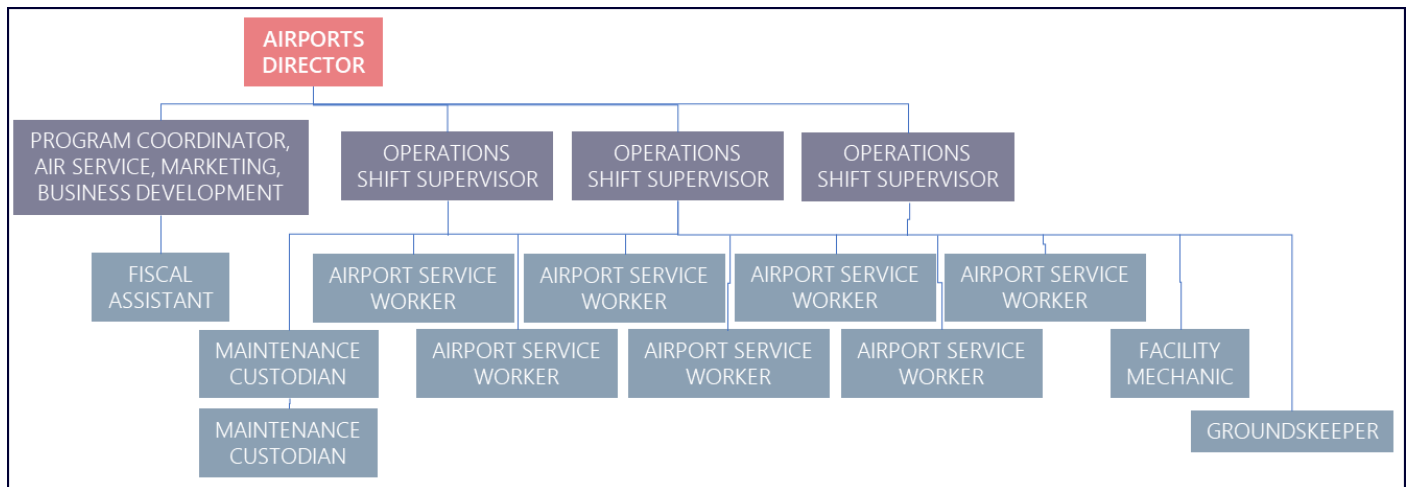 AIRPORTS
DIRECTOR
PROGRAM COORDINATOR,
AIR SERVICE, MARKETING,
BUSINESS DEVELOPMENT
OPERATIONS
SHIFT SUPERVISOR
OPERATIONS
SHIFT SUPERVISOR
OPERATIONS
SHIFT SUPERVISOR
FISCAL
ASSISTANT
AIRPORT SERVICE
WORKER
AIRPORT SERVICE
WORKER
AIRPORT SERVICE
WORKER
AIRPORT SERVICE
WORKER
MAINTENANCE
CUSTODIAN
AIRPORT SERVICE
WORKER
AIRPORT SERVICE
WORKER
AIRPORT SERVICE
WORKER
FACILITY
MECHANIC
MAINTENANCE
CUSTODIAN
GROUNDSKEEPER